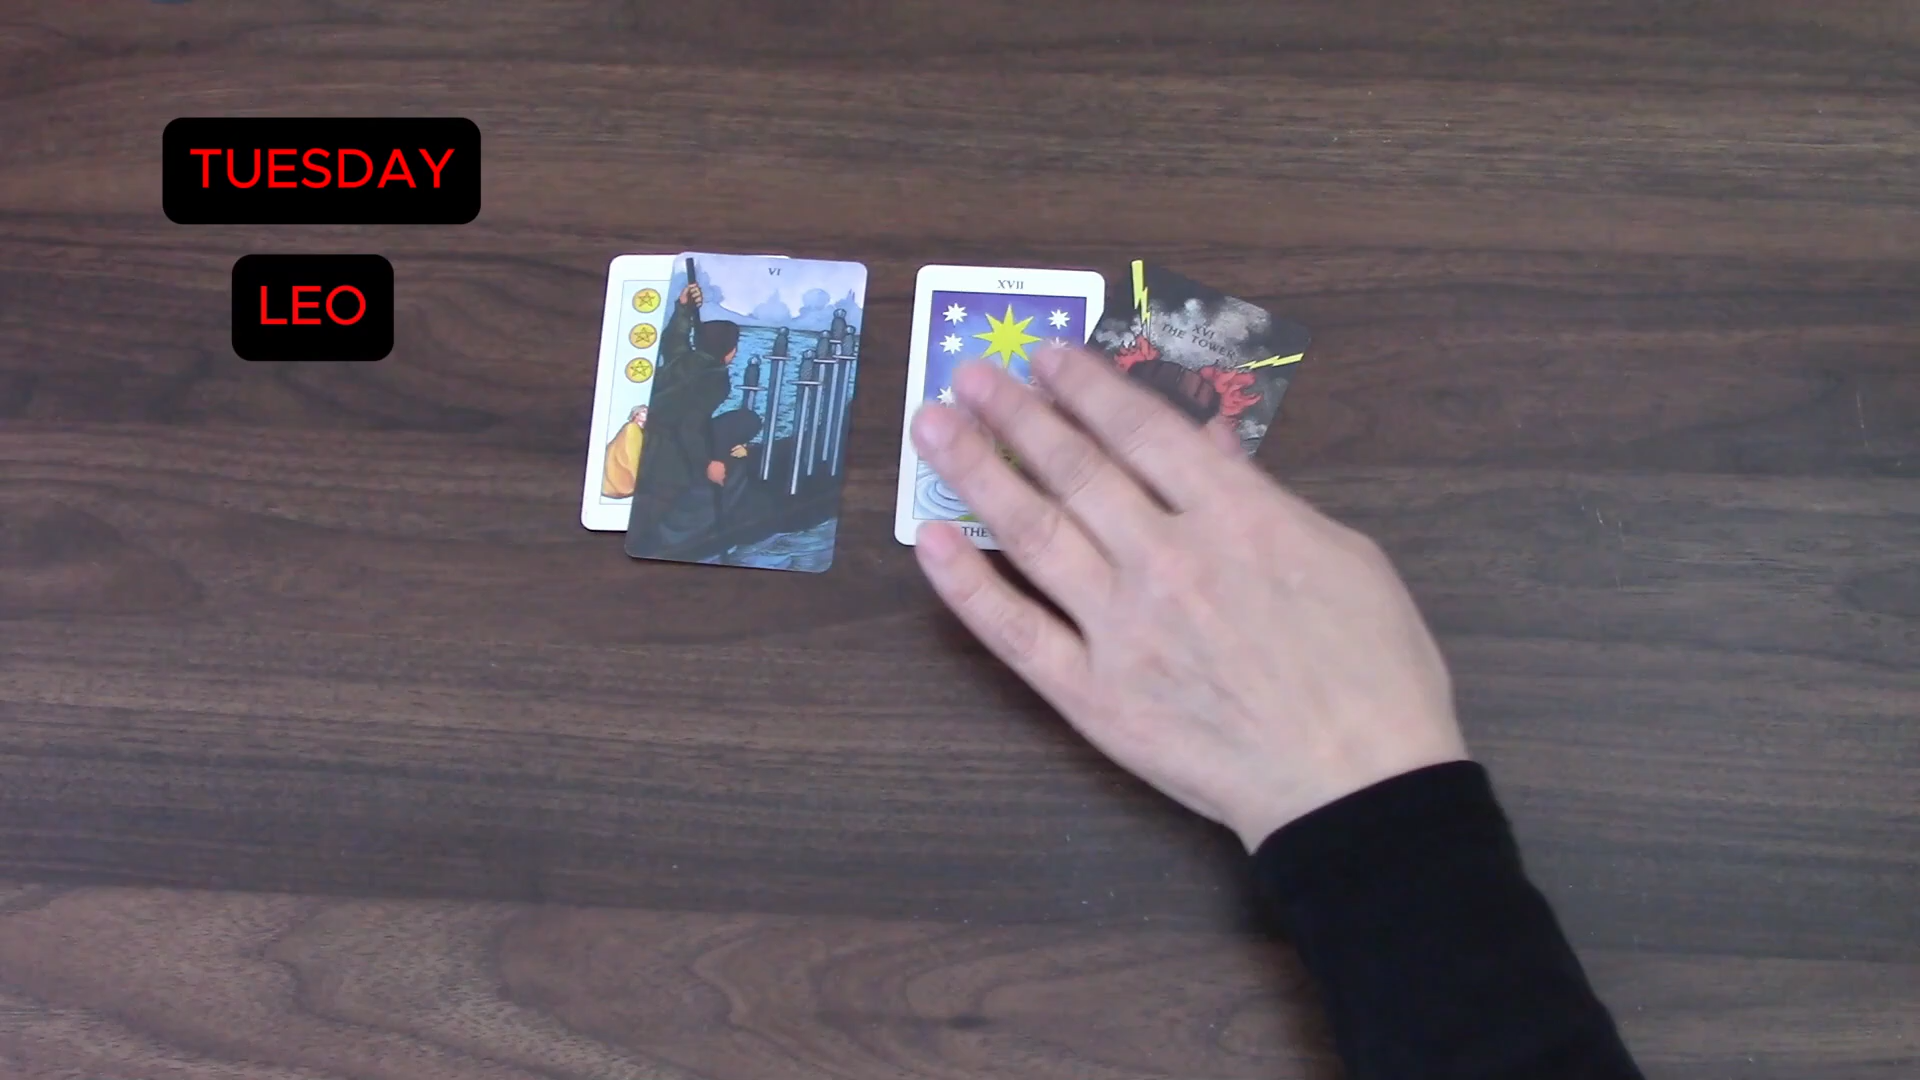 TUESDAY
LEO
VI
XVII
XVI
THE TOWER
THE